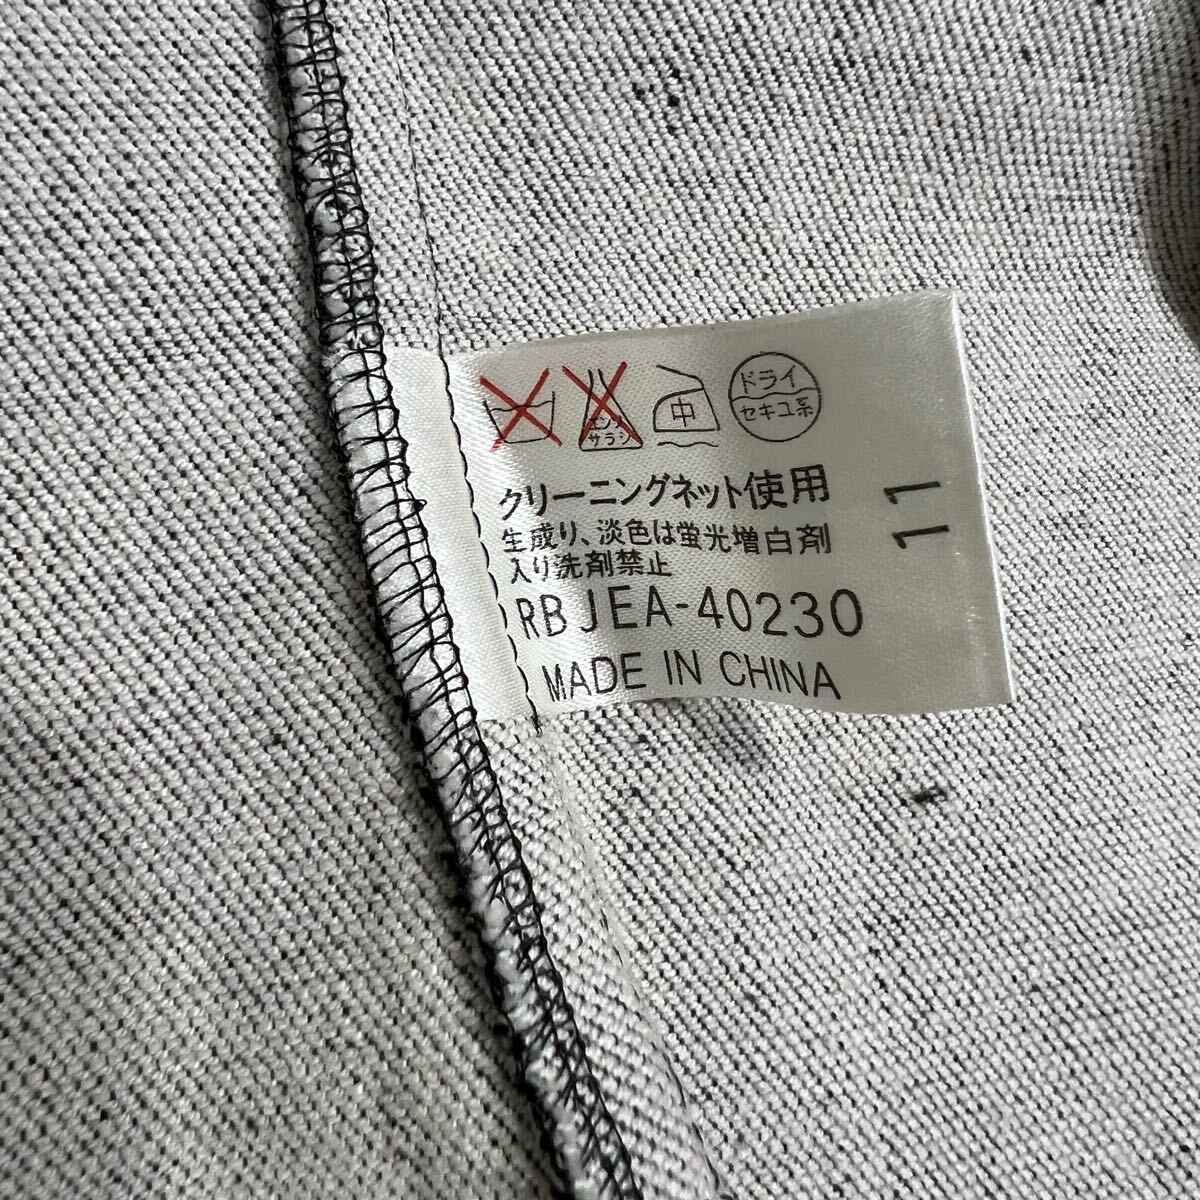 エンソ
サラシ
中
ドライ
セキユ系
クリーニングネット使用
生成り、淡色は蛍光増白剤
入り洗剤禁止
RB JEA-40230
MADE IN CHINA
11